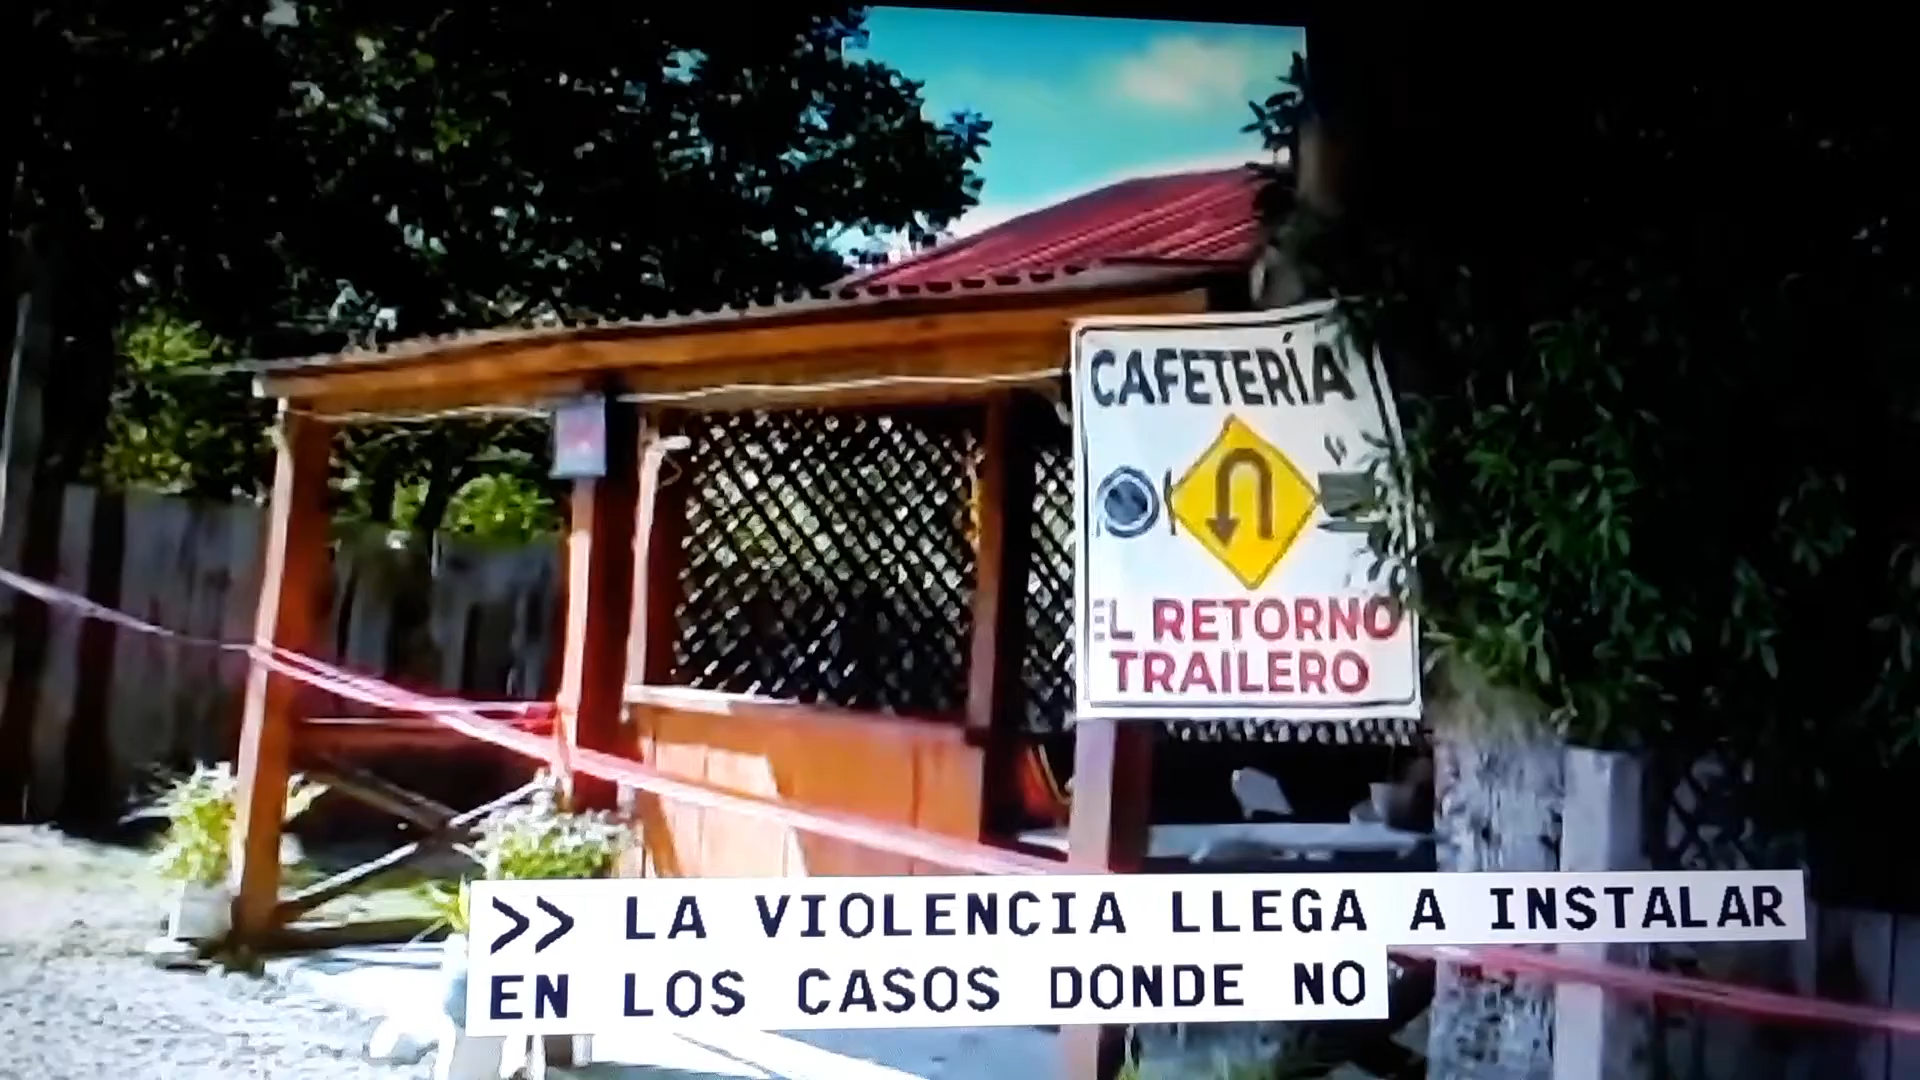 CAFETERÍA
EL RETORNO
TRAILERO
>> LA VIOLENCIA LLEGA A INSTALAR
EN LOS CASOS DONDE NO